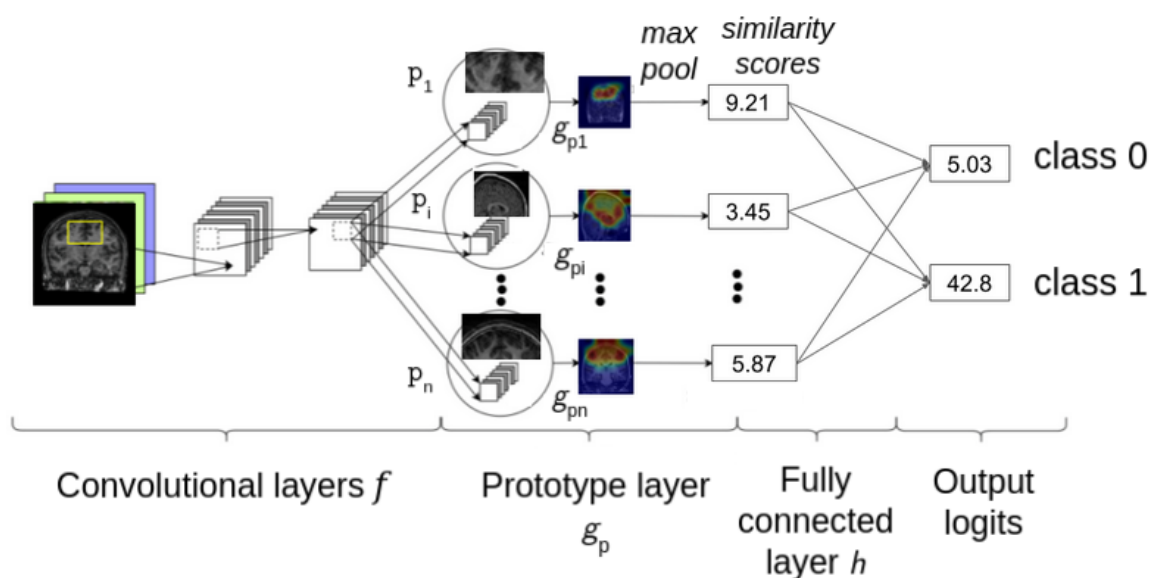 max
pool
similarity
scores
p1
gp1
9.21
pi
gpi
3.45
pn
gpn
5.87
5.03
class 0
42.8
class 1
Convolutional layers f
Prototype layer
gp
Fully
connected
layer h
Output
logits